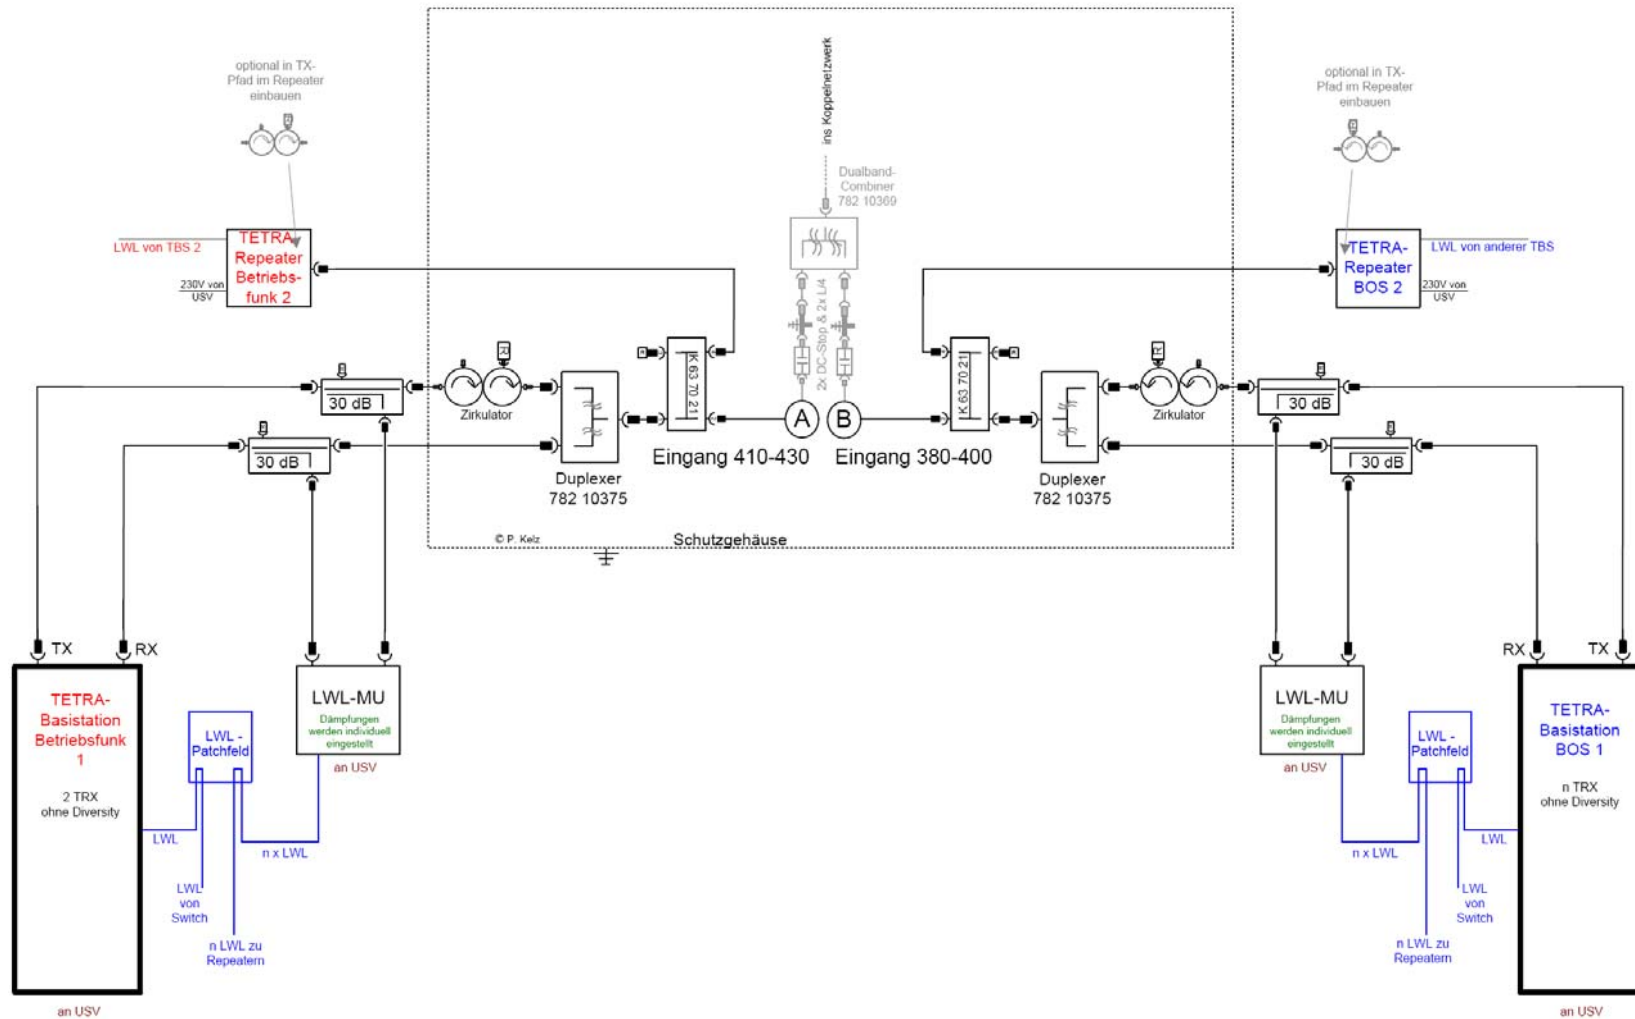 optional in TX-
Pfad im Repeater
einbauen
LWL von TBS 2
TETRA-
Repeater
Betriebs-
funk 2
230V von
USV
ins Koppelnetzwerk
Dualband-
Combiner
782 10369
2x DC-Stop & 2x L/4
optional in TX-
Pfad im Repeater
einbauen
TETRA-
Repeater
BOS 2
LWL von anderer TBS
230V von
USV
30 dB
30 dB
R
Zirkulator
Duplexer
782 10375
K 63 70 21
A
B
Eingang 410-430
Eingang 380-400
K 63 70 21
Duplexer
782 10375
R
Zirkulator
30 dB
30 dB
© P. Kelz
Schutzgehäuse
TX
RX
TETRA-
Basistation
Betriebsfunk
1
2 TRX
ohne Diversity
an USV
LWL -
Patchfeld
LWL
LWL
von
Switch
n LWL zu
Repeatern
n x LWL
LWL-MU
Dämpfungen
werden individuell
eingestellt
an USV
LWL-MU
Dämpfungen
werden individuell
eingestellt
an USV
LWL -
Patchfeld
n x LWL
LWL
LWL
von
Switch
n LWL zu
Repeatern
RX
TX
TETRA-
Basistation
BOS 1
n TRX
ohne Diversity
an USV